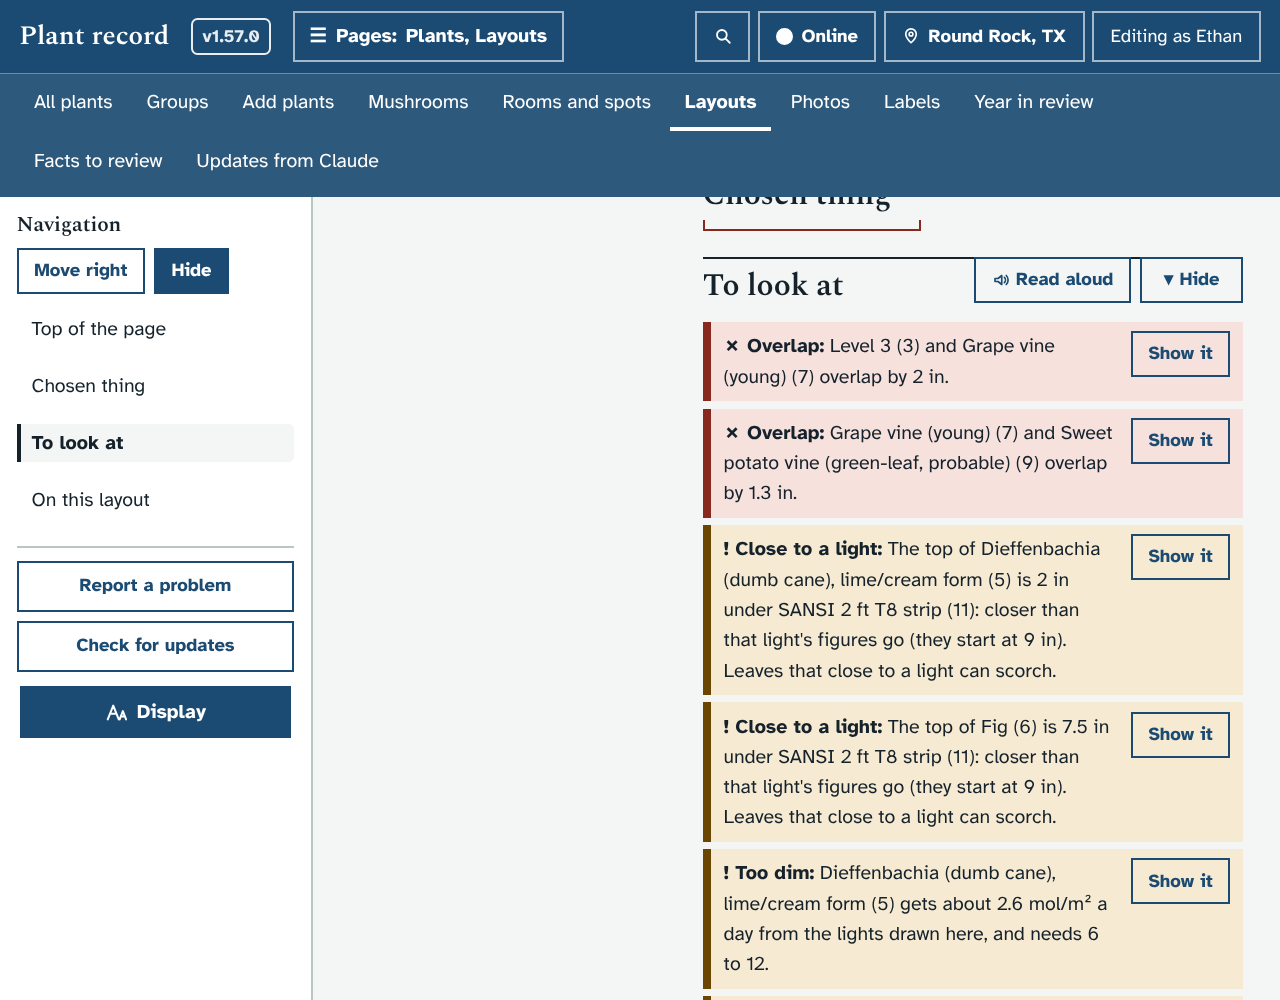 Plant record
v1.57.0
☰ Pages: Plants, Layouts
Online
Round Rock, TX
Editing as Ethan
All plants
Groups
Add plants
Mushrooms
Rooms and spots
Layouts
Photos
Labels
Year in review
Facts to review
Updates from Claude
Navigation
Move right
Hide
Top of the page
Chosen thing
To look at
On this layout
Report a problem
Check for updates
Display
Chosen thing
To look at
Read aloud
▾ Hide
✕ Overlap: Level 3 (3) and Grape vine
(young) (7) overlap by 2 in.
Show it
✕ Overlap: Grape vine (young) (7) and Sweet
potato vine (green-leaf, probable) (9) overlap
by 1.3 in.
Show it
! Close to a light: The top of Dieffenbachia
(dumb cane), lime/cream form (5) is 2 in
under SANSI 2 ft T8 strip (11): closer than
that light's figures go (they start at 9 in).
Leaves that close to a light can scorch.
Show it
! Close to a light: The top of Fig (6) is 7.5 in
under SANSI 2 ft T8 strip (11): closer than
that light's figures go (they start at 9 in).
Leaves that close to a light can scorch.
Show it
! Too dim: Dieffenbachia (dumb cane),
lime/cream form (5) gets about 2.6 mol/m² a
day from the lights drawn here, and needs 6
to 12.
Show it